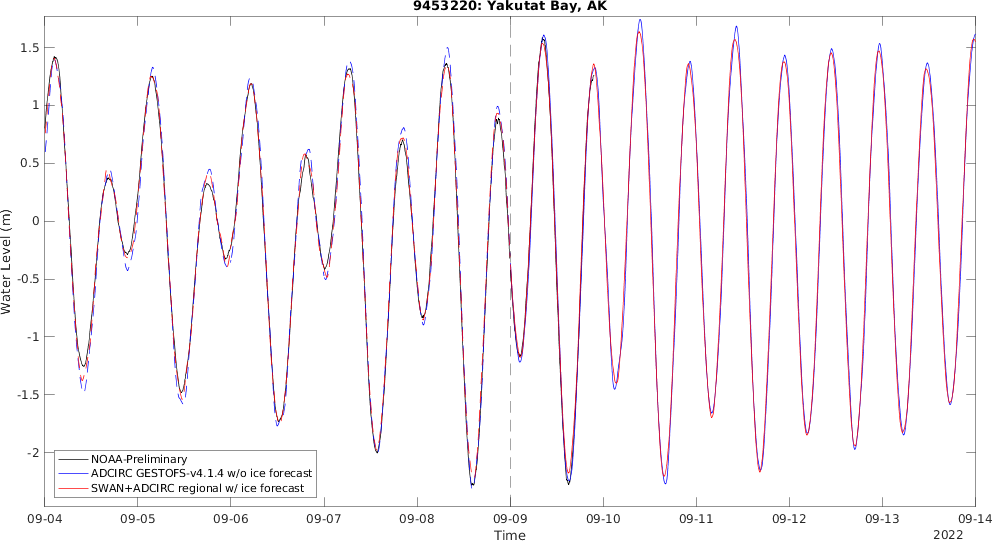 9453220: Yakutat Bay, AK
Water Level (m)
1.5
1
0.5
0
-0.5
-1
-1.5
-2
NOAA-Preliminary
ADCIRC GESTOFS-v4.1.4 w/o ice forecast
SWAN+ADCIRC regional w/ ice forecast
09-04 09-05 09-06 09-07 09-08 09-09 09-10 09-11 09-12 09-13 09-14
Time
2022